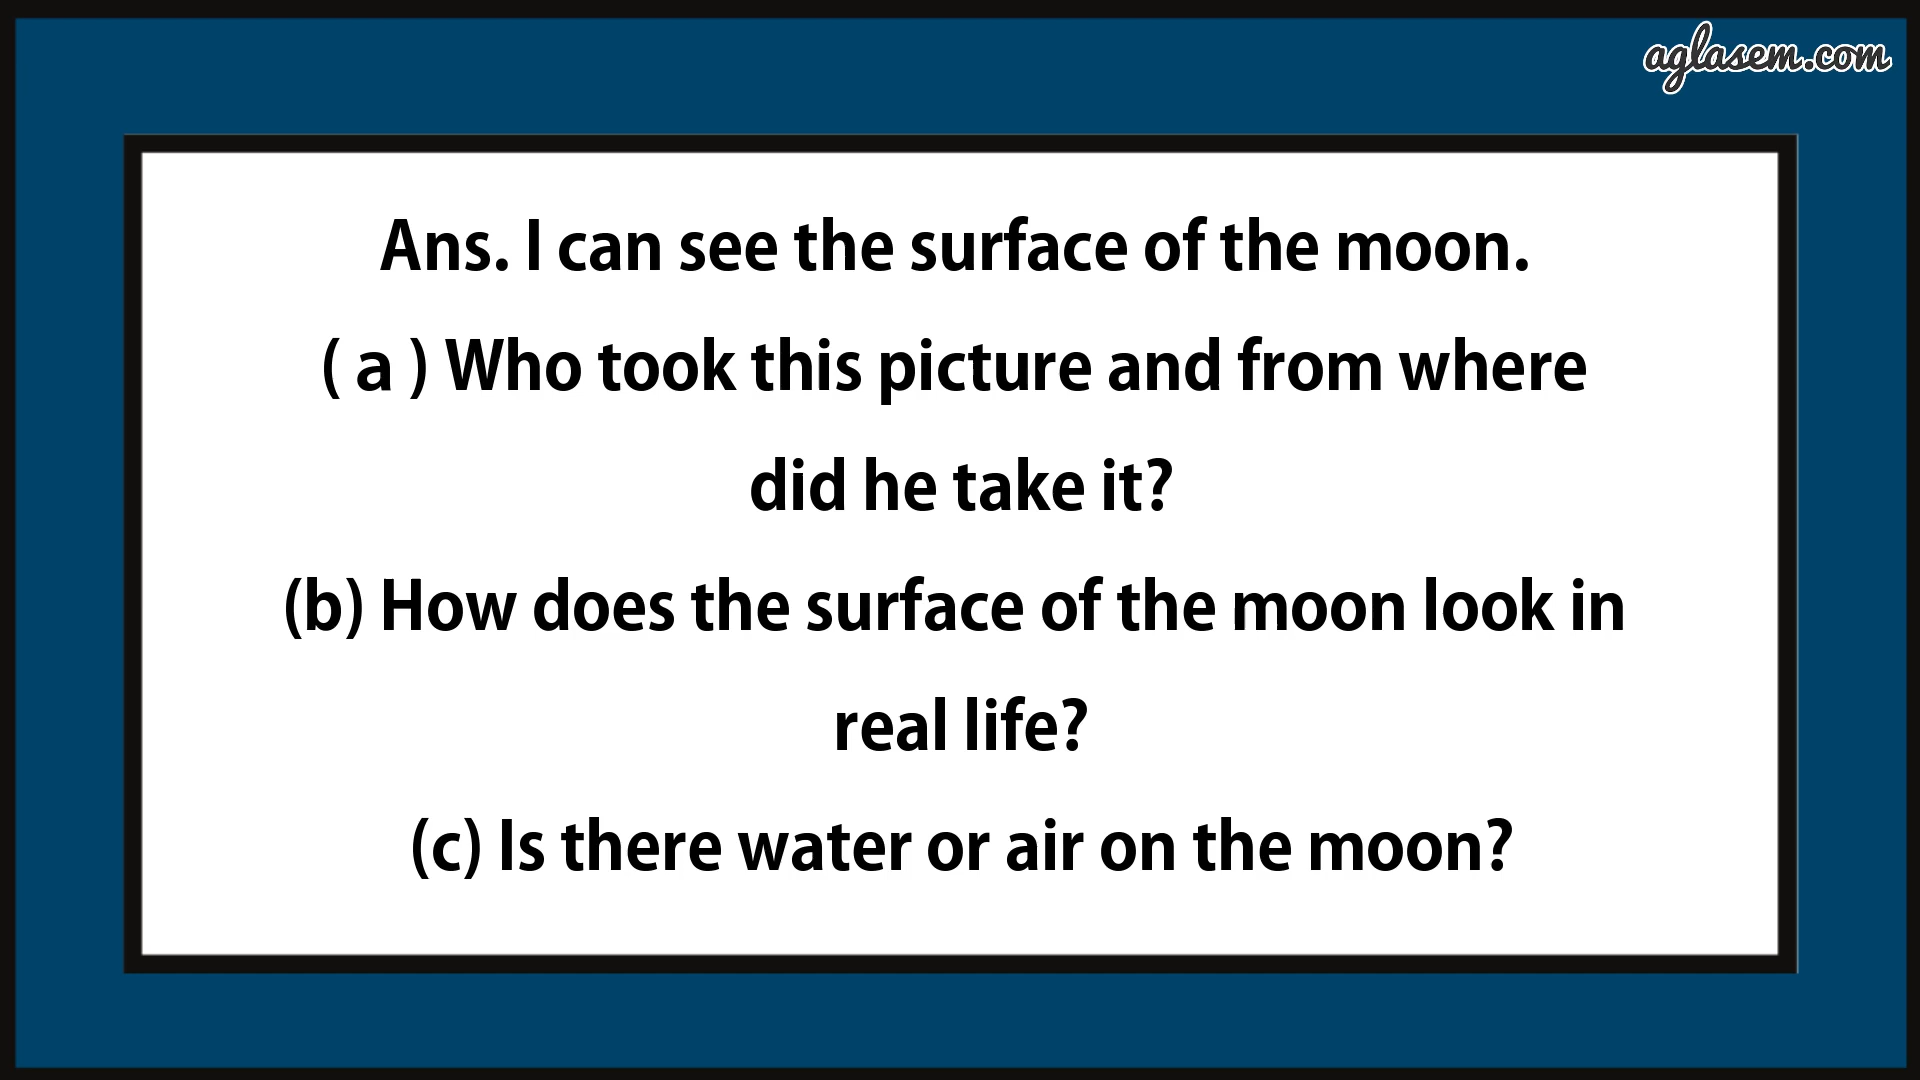 aglasem.com
Ans. I can see the surface of the moon.
( a ) Who took this picture and from where
did he take it?
(b) How does the surface of the moon look in
real life?
(c) Is there water or air on the moon?